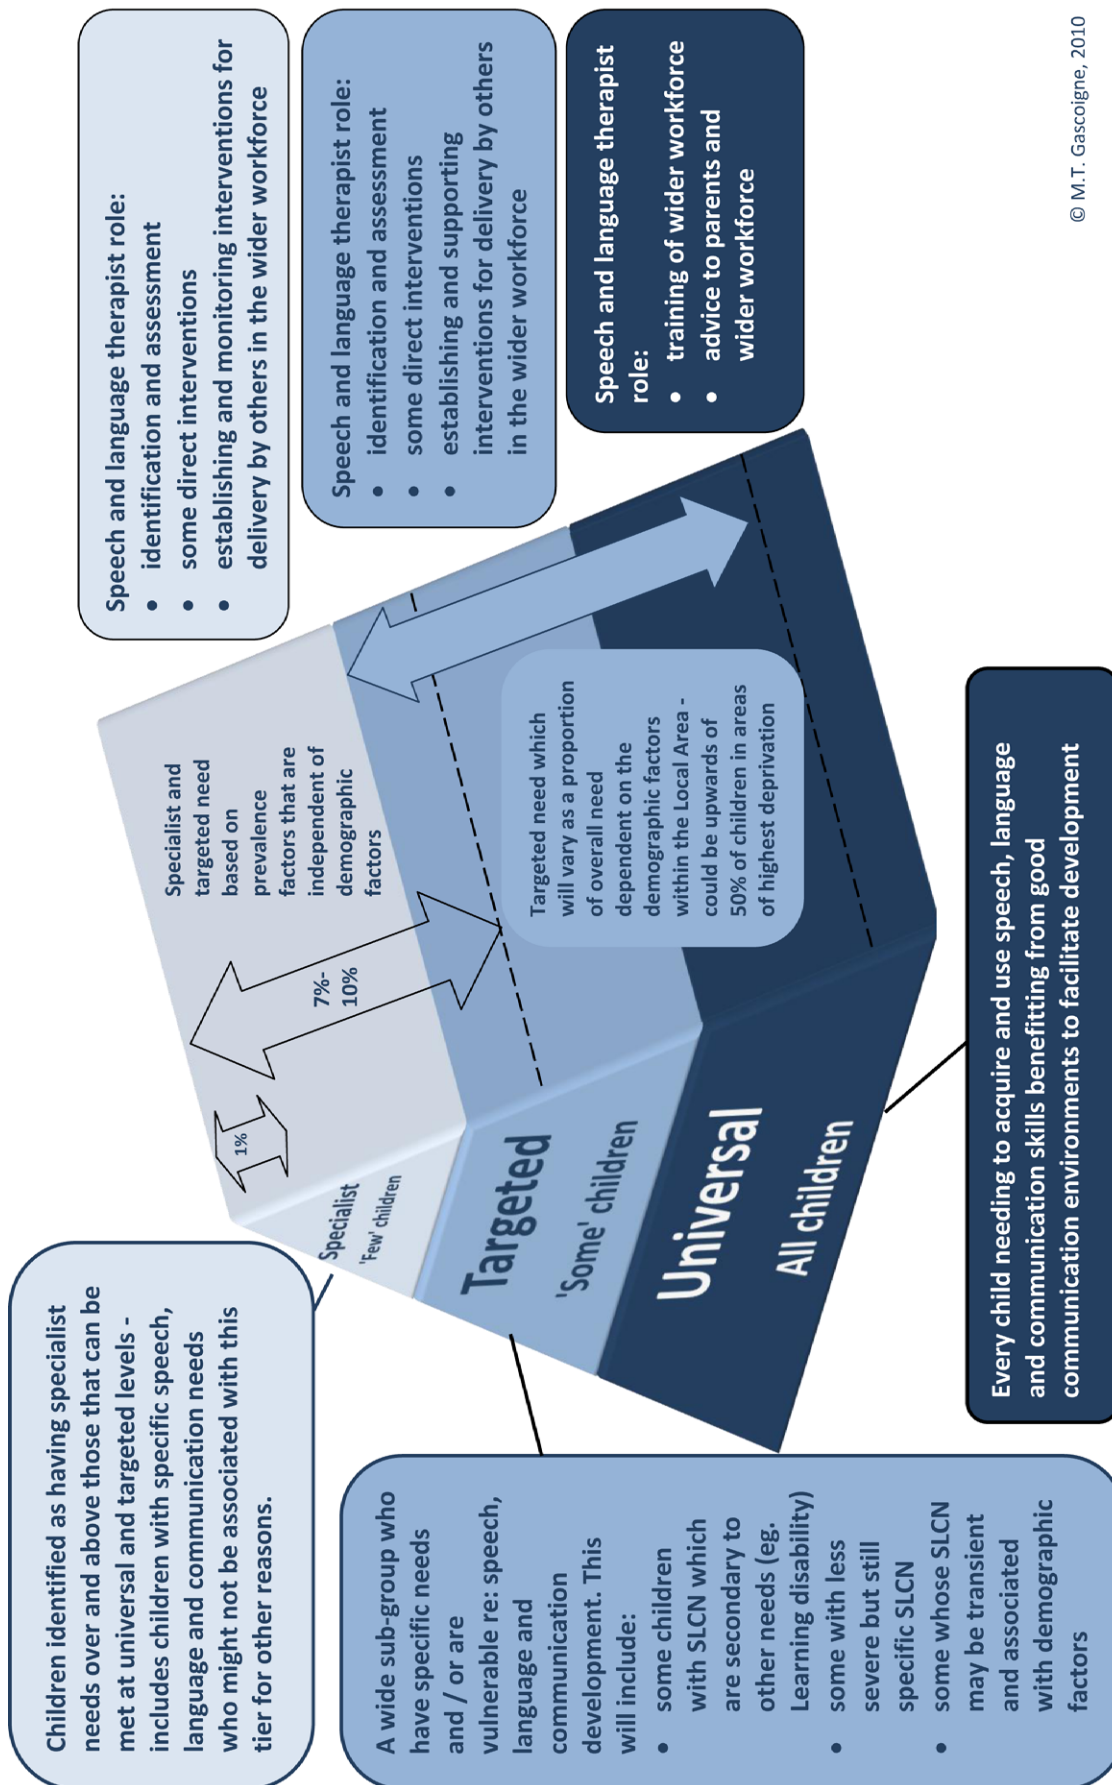 Children identified as having specialist
needs over and above those that can be
met at universal and targeted levels -
includes children with specific speech,
language and communication needs
who might not be associated with this
tier for other reasons.
A wide sub-group who
have specific needs
and / or are
vulnerable re: speech,
language and
communication
development. This
will include:
• some children
with SLCN which
are secondary to
other needs (eg.
Learning disability)
• some with less
severe but still
specific SLCN
• some whose SLCN
may be transient
and associated
with demographic
factors
Specialist
'Few' children
Targeted
'Some' children
Universal
All children
1%
7%-
10%
Specialist and
targeted need
based on
prevalence
factors that are
independent of
demographic
factors
Targeted need which
will vary as a proportion
of overall need
dependent on the
demographic factors
within the Local Area -
could be upwards of
50% of children in areas
of highest deprivation
Every child needing to acquire and use speech, language
and communication skills benefitting from good
communication environments to facilitate development
Speech and language therapist role:
• identification and assessment
• some direct interventions
• establishing and monitoring interventions for
delivery by others in the wider workforce
Speech and language therapist role:
• identification and assessment
• some direct interventions
• establishing and supporting
interventions for delivery by others
in the wider workforce
Speech and language therapist
role:
• training of wider workforce
• advice to parents and
wider workforce
© M.T. Gascoigne, 2010